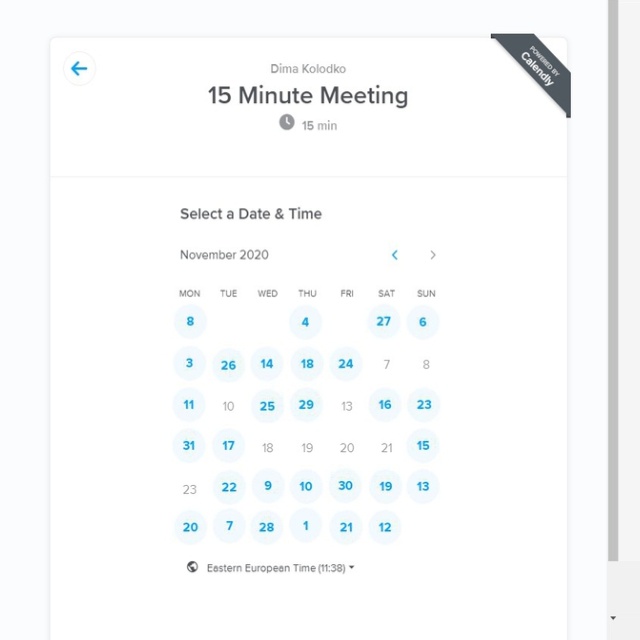 POWERED BY
Calendly
Dima Kolodko
15 Minute Meeting
15 min
Select a Date & Time
November 2020
MON TUE WED THU FRI SAT SUN
8 4 27 6
3 26 14 18 24 7 8
11 10 25 29 13 16 23
31 17 18 19 20 21 15
23 22 9 10 30 19 13
20 7 28 1 21 12
Eastern European Time (11:38)